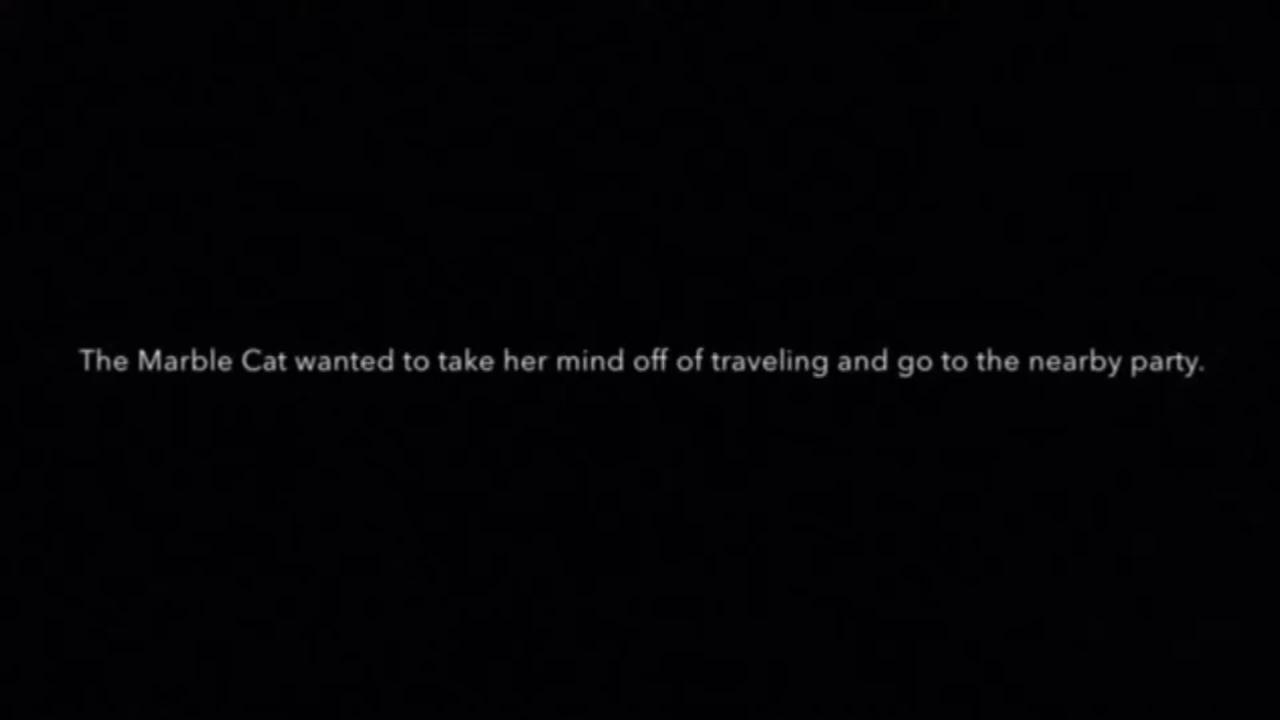 The Marble Cat wanted to take her mind off of traveling and go to the nearby party.